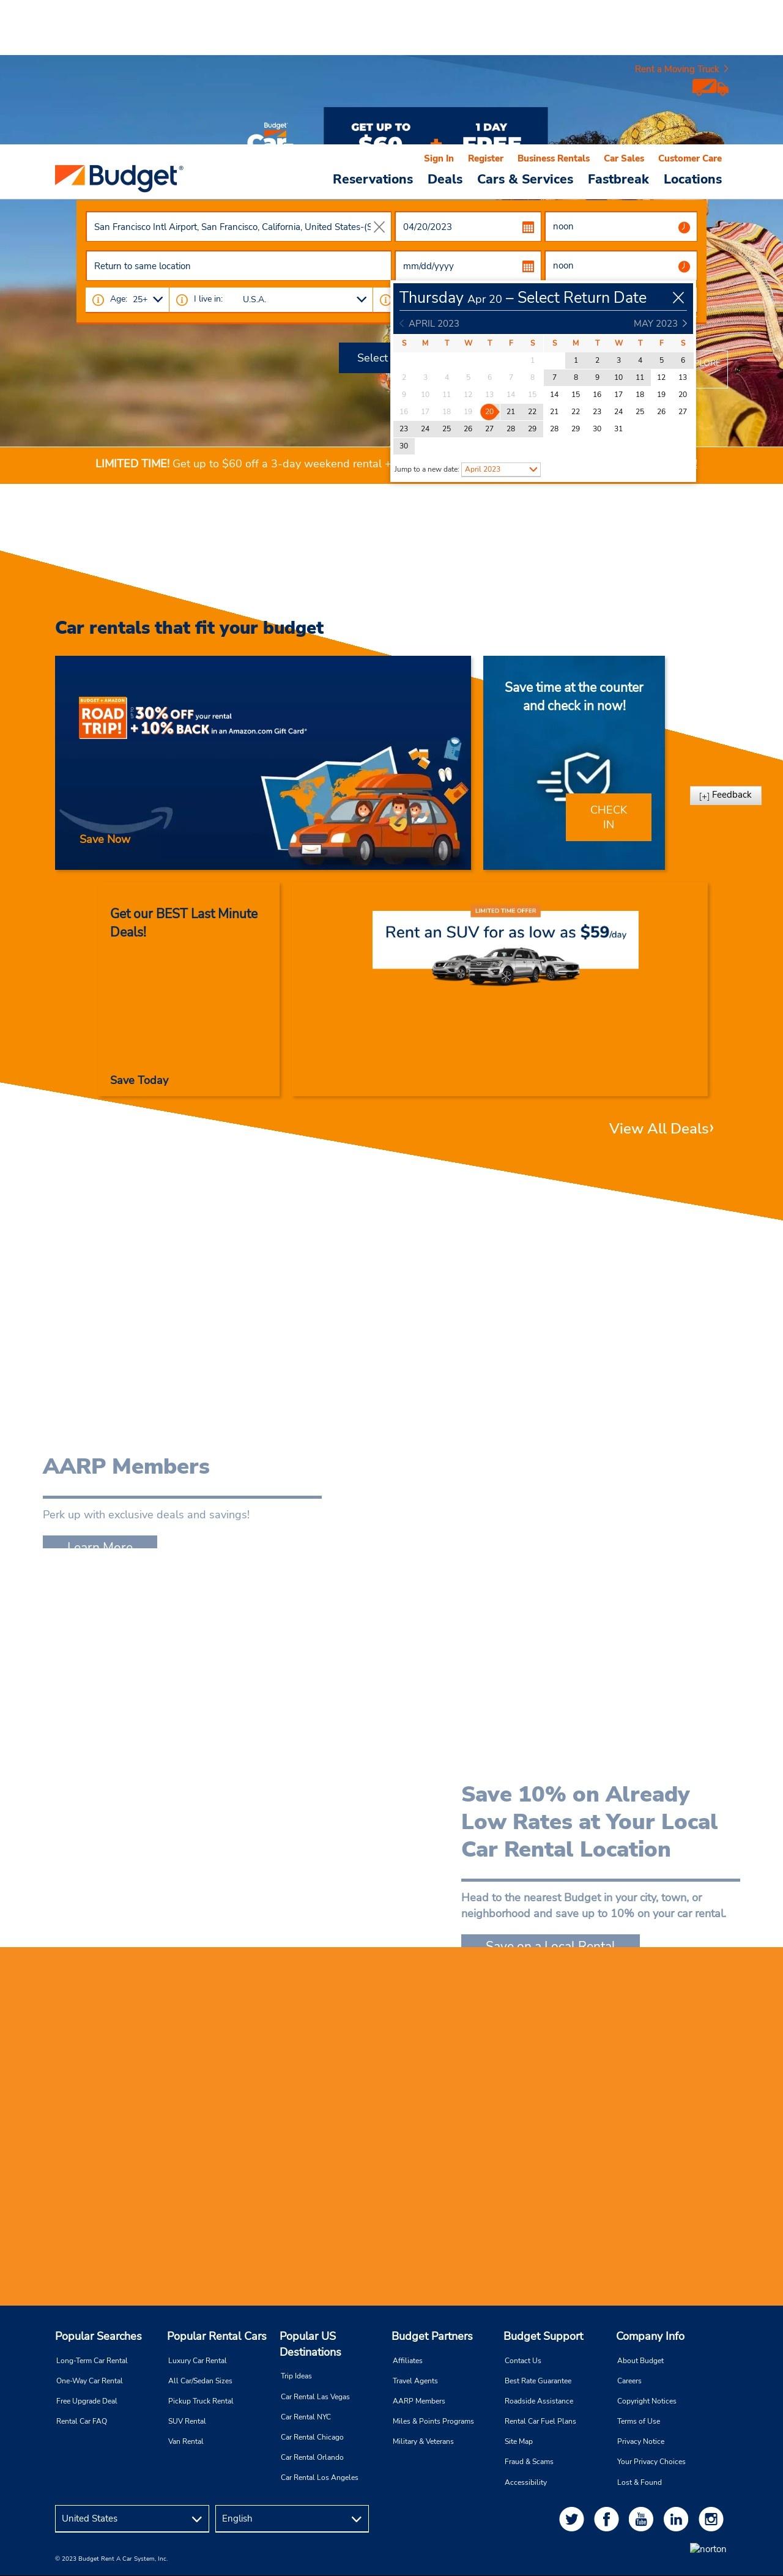 Rent a Moving Truck
Budget
Car
GET UP TO
$60
+
1 DAY
FREE
Sign In Register Business Rentals Car Sales Customer Care
Budget®
Reservations Deals Cars & Services Fastbreak Locations
San Francisco Intl Airport, San Francisco, California, United States-(S
04/20/2023
noon
Return to same location
mm/dd/yyyy
noon
Age: 25+
I live in: U.S.A.
Select
Thursday Apr 20 – Select Return Date
APRIL 2023 MAY 2023
S M T W T F S S M T W T F S
1 1 2 3 4 5 6
2 3 4 5 6 7 8 7 8 9 10 11 12 13
9 10 11 12 13 14 15 14 15 16 17 18 19 20
16 17 18 19 20 21 22 21 22 23 24 25 26 27
23 24 25 26 27 28 29 28 29 30 31
30
Jump to a new date: April 2023
LIMITED TIME! Get up to $60 off a 3-day weekend rental +
Car rentals that fit your budget
BUDGET + AMAZON
ROAD TRIP!
UP TO 30% OFF your rental
+ 10% BACK in an Amazon.com Gift Card*
Save Now
Save time at the counter
and check in now!
CHECK
IN
[+] Feedback
Get our BEST Last Minute
Deals!
Save Today
LIMITED TIME OFFER
Rent an SUV for as low as $59/day
View All Deals›
AARP Members
Perk up with exclusive deals and savings!
Learn More
Save 10% on Already
Low Rates at Your Local
Car Rental Location
Head to the nearest Budget in your city, town, or
neighborhood and save up to 10% on your car rental.
Save on a Local Rental
Popular Searches
Long-Term Car Rental
One-Way Car Rental
Free Upgrade Deal
Rental Car FAQ
Popular Rental Cars
Luxury Car Rental
All Car/Sedan Sizes
Pickup Truck Rental
SUV Rental
Van Rental
Popular US
Destinations
Trip Ideas
Car Rental Las Vegas
Car Rental NYC
Car Rental Chicago
Car Rental Orlando
Car Rental Los Angeles
Budget Partners
Affiliates
Travel Agents
AARP Members
Miles & Points Programs
Military & Veterans
Budget Support
Contact Us
Best Rate Guarantee
Roadside Assistance
Rental Car Fuel Plans
Site Map
Fraud & Scams
Accessibility
Company Info
About Budget
Careers
Copyright Notices
Terms of Use
Privacy Notice
Your Privacy Choices
Lost & Found
United States
English
You Tube
in
norton
© 2023 Budget Rent A Car System, Inc.